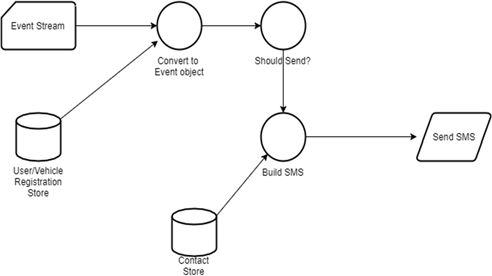 Event Stream
Convert to
Event object
Should Send?
User/Vehicle
Registration
Store
Build SMS
Send SMS
Contact
Store